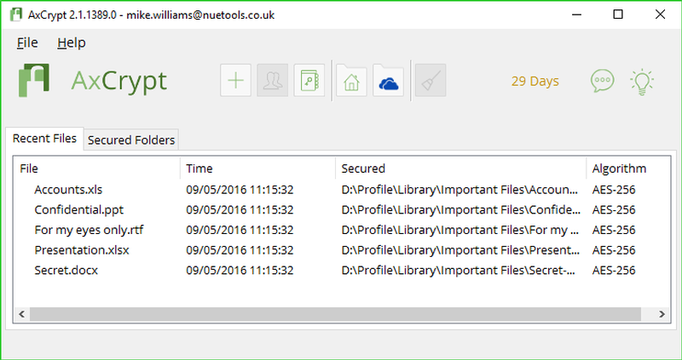 AxCrypt 2.1.1389.0 - mike.williams@nuetools.co.uk
File Help
AxCrypt 29 Days
Recent Files Secured Folders
File Time Secured Algorithm
Accounts.xls 09/05/2016 11:15:32 D:\Profile\Library\Important Files\Accoun... AES-256
Confidential.ppt 09/05/2016 11:15:32 D:\Profile\Library\Important Files\Confide... AES-256
For my eyes only.rtf 09/05/2016 11:15:32 D:\Profile\Library\Important Files\For my ... AES-256
Presentation.xlsx 09/05/2016 11:15:32 D:\Profile\Library\Important Files\Present... AES-256
Secret.docx 09/05/2016 11:15:32 D:\Profile\Library\Important Files\Secret-... AES-256